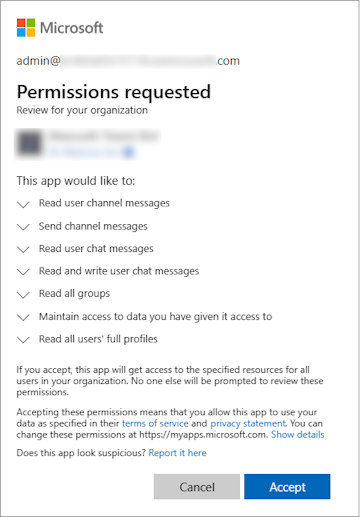 Microsoft
admin@ .com
Permissions requested
Review for your organization
This app would like to:
Read user channel messages
Send channel messages
Read user chat messages
Read and write user chat messages
Read all groups
Maintain access to data you have given it access to
Read all users' full profiles
If you accept, this app will get access to the specified resources for all
users in your organization. No one else will be prompted to review these
permissions.
Accepting these permissions means that you allow this app to use your
data as specified in their terms of service and privacy statement. You can
change these permissions at https://myapps.microsoft.com. Show details
Does this app look suspicious? Report it here
Cancel Accept